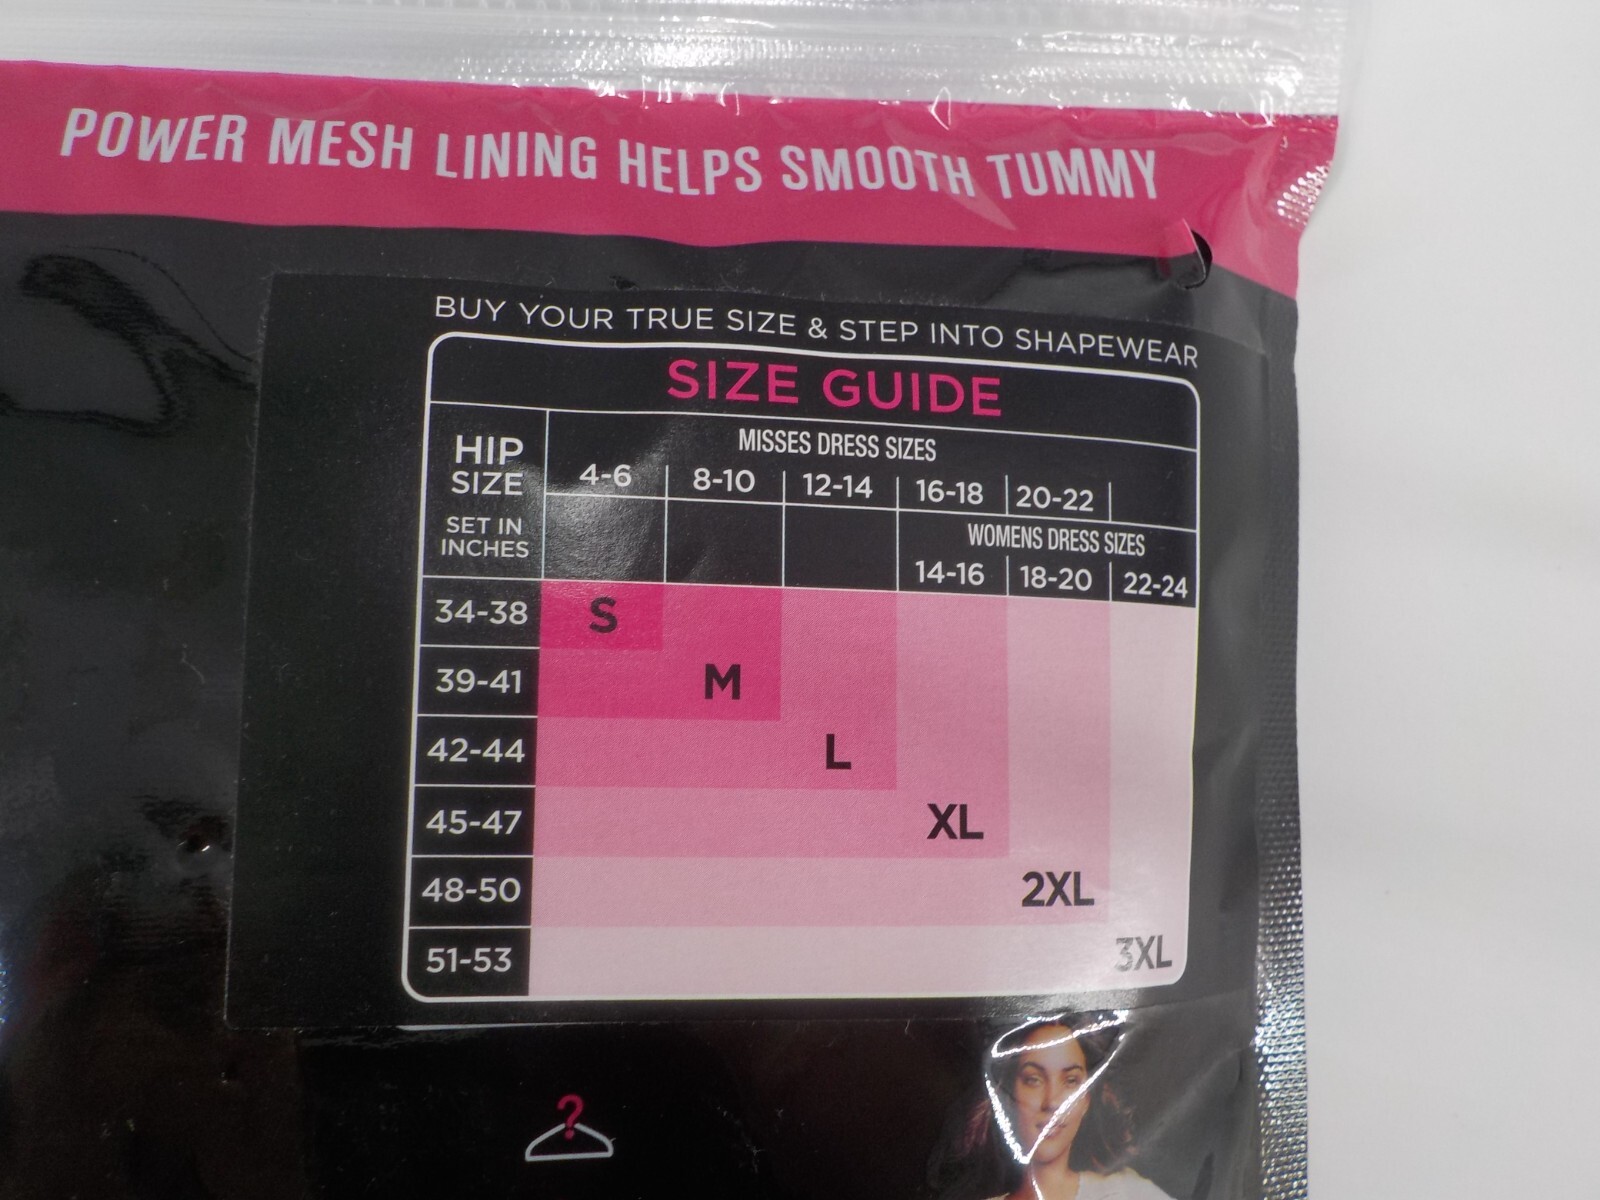 POWER MESH LINING HELPS SMOOTH TUMMY
BUY YOUR TRUE SIZE & STEP INTO SHAPEWEAR
SIZE GUIDE
HIP
SIZE
SET IN
INCHES
MISSES DRESS SIZES
4-6 8-10 12-14 16-18 20-22
WOMENS DRESS SIZES
14-16 18-20 22-24
34-38 S
39-41 M
42-44 L
45-47 XL
48-50 2XL
51-53 3XL
?